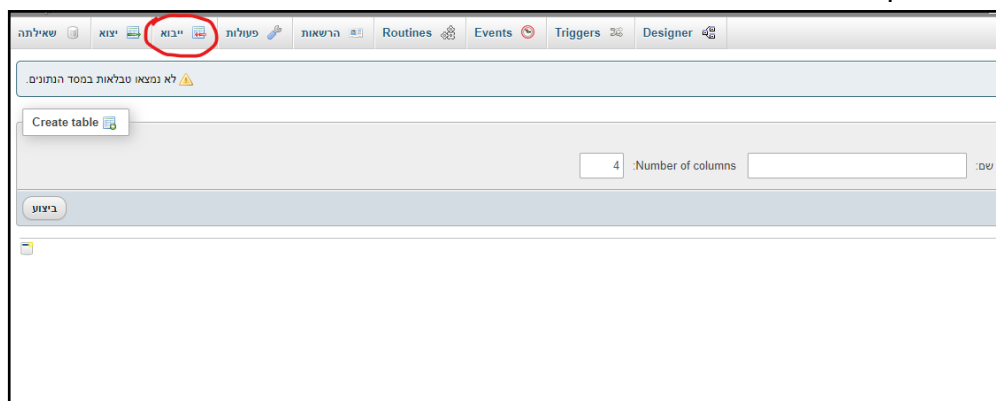 שאילתה יצוא ייבוא פעולות הרשאות Routines Events Triggers Designer
לא נמצאו טבלאות במסד הנתונים.
Create table
שם: Number of columns: 4
ביצוע